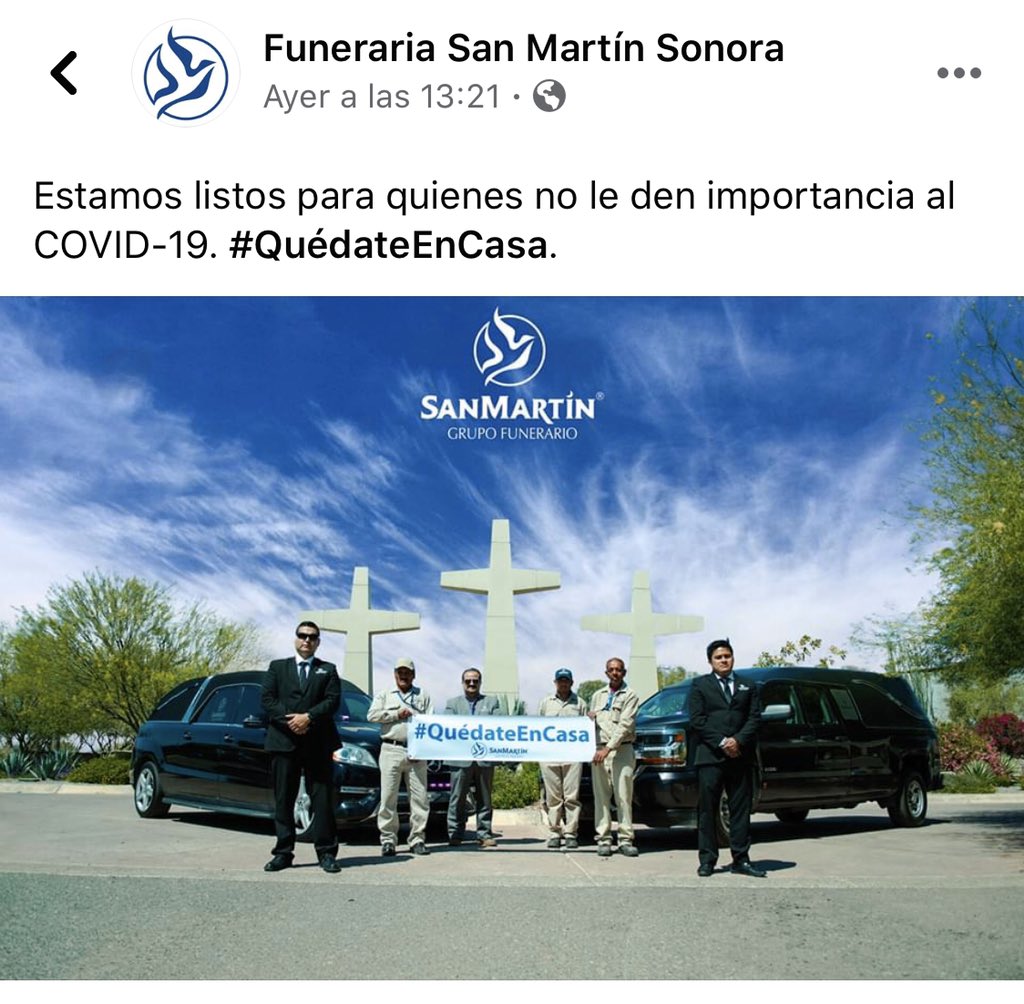 Funeraria San Martín Sonora
Ayer a las 13:21 ·
Estamos listos para quienes no le den importancia al
COVID-19. #QuédateEnCasa.
SANMARTÍN®
GRUPO FUNERARIO
#QuédateEnCasa
SANMARTÍN